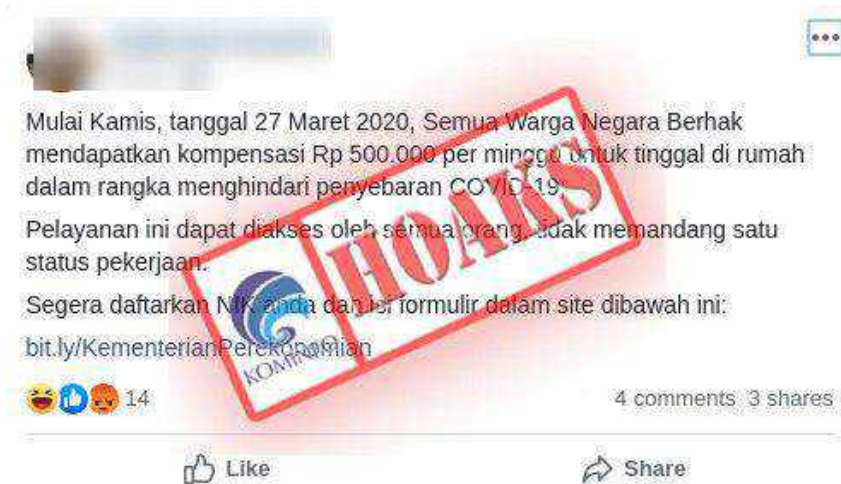 Mulai Kamis, tanggal 27 Maret 2020, Semua Warga Negara Berhak
mendapatkan kompensasi Rp 500.000 per minggu untuk tinggal di rumah
dalam rangka menghindari penyebaran COVID-19.
Pelayanan ini dapat diakses oleh semua orang, tidak memandang satu
status pekerjaan.
Segera daftarkan NIK anda dan isi formulir dalam site dibawah ini:
bit.ly/KementerianPerekonomian
HOAKS
KOMINFO
14
4 comments 3 shares
Like
Share